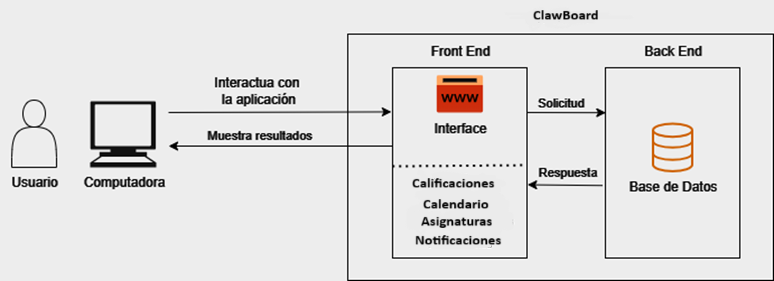 ClawBoard
Front End
Back End
Interactua con
la aplicación
www
Interface
Solicitud
Muestra resultados
Usuario
Computadora
Calificaciones
Calendario
Asignaturas
Notificaciones
Respuesta
Base de Datos